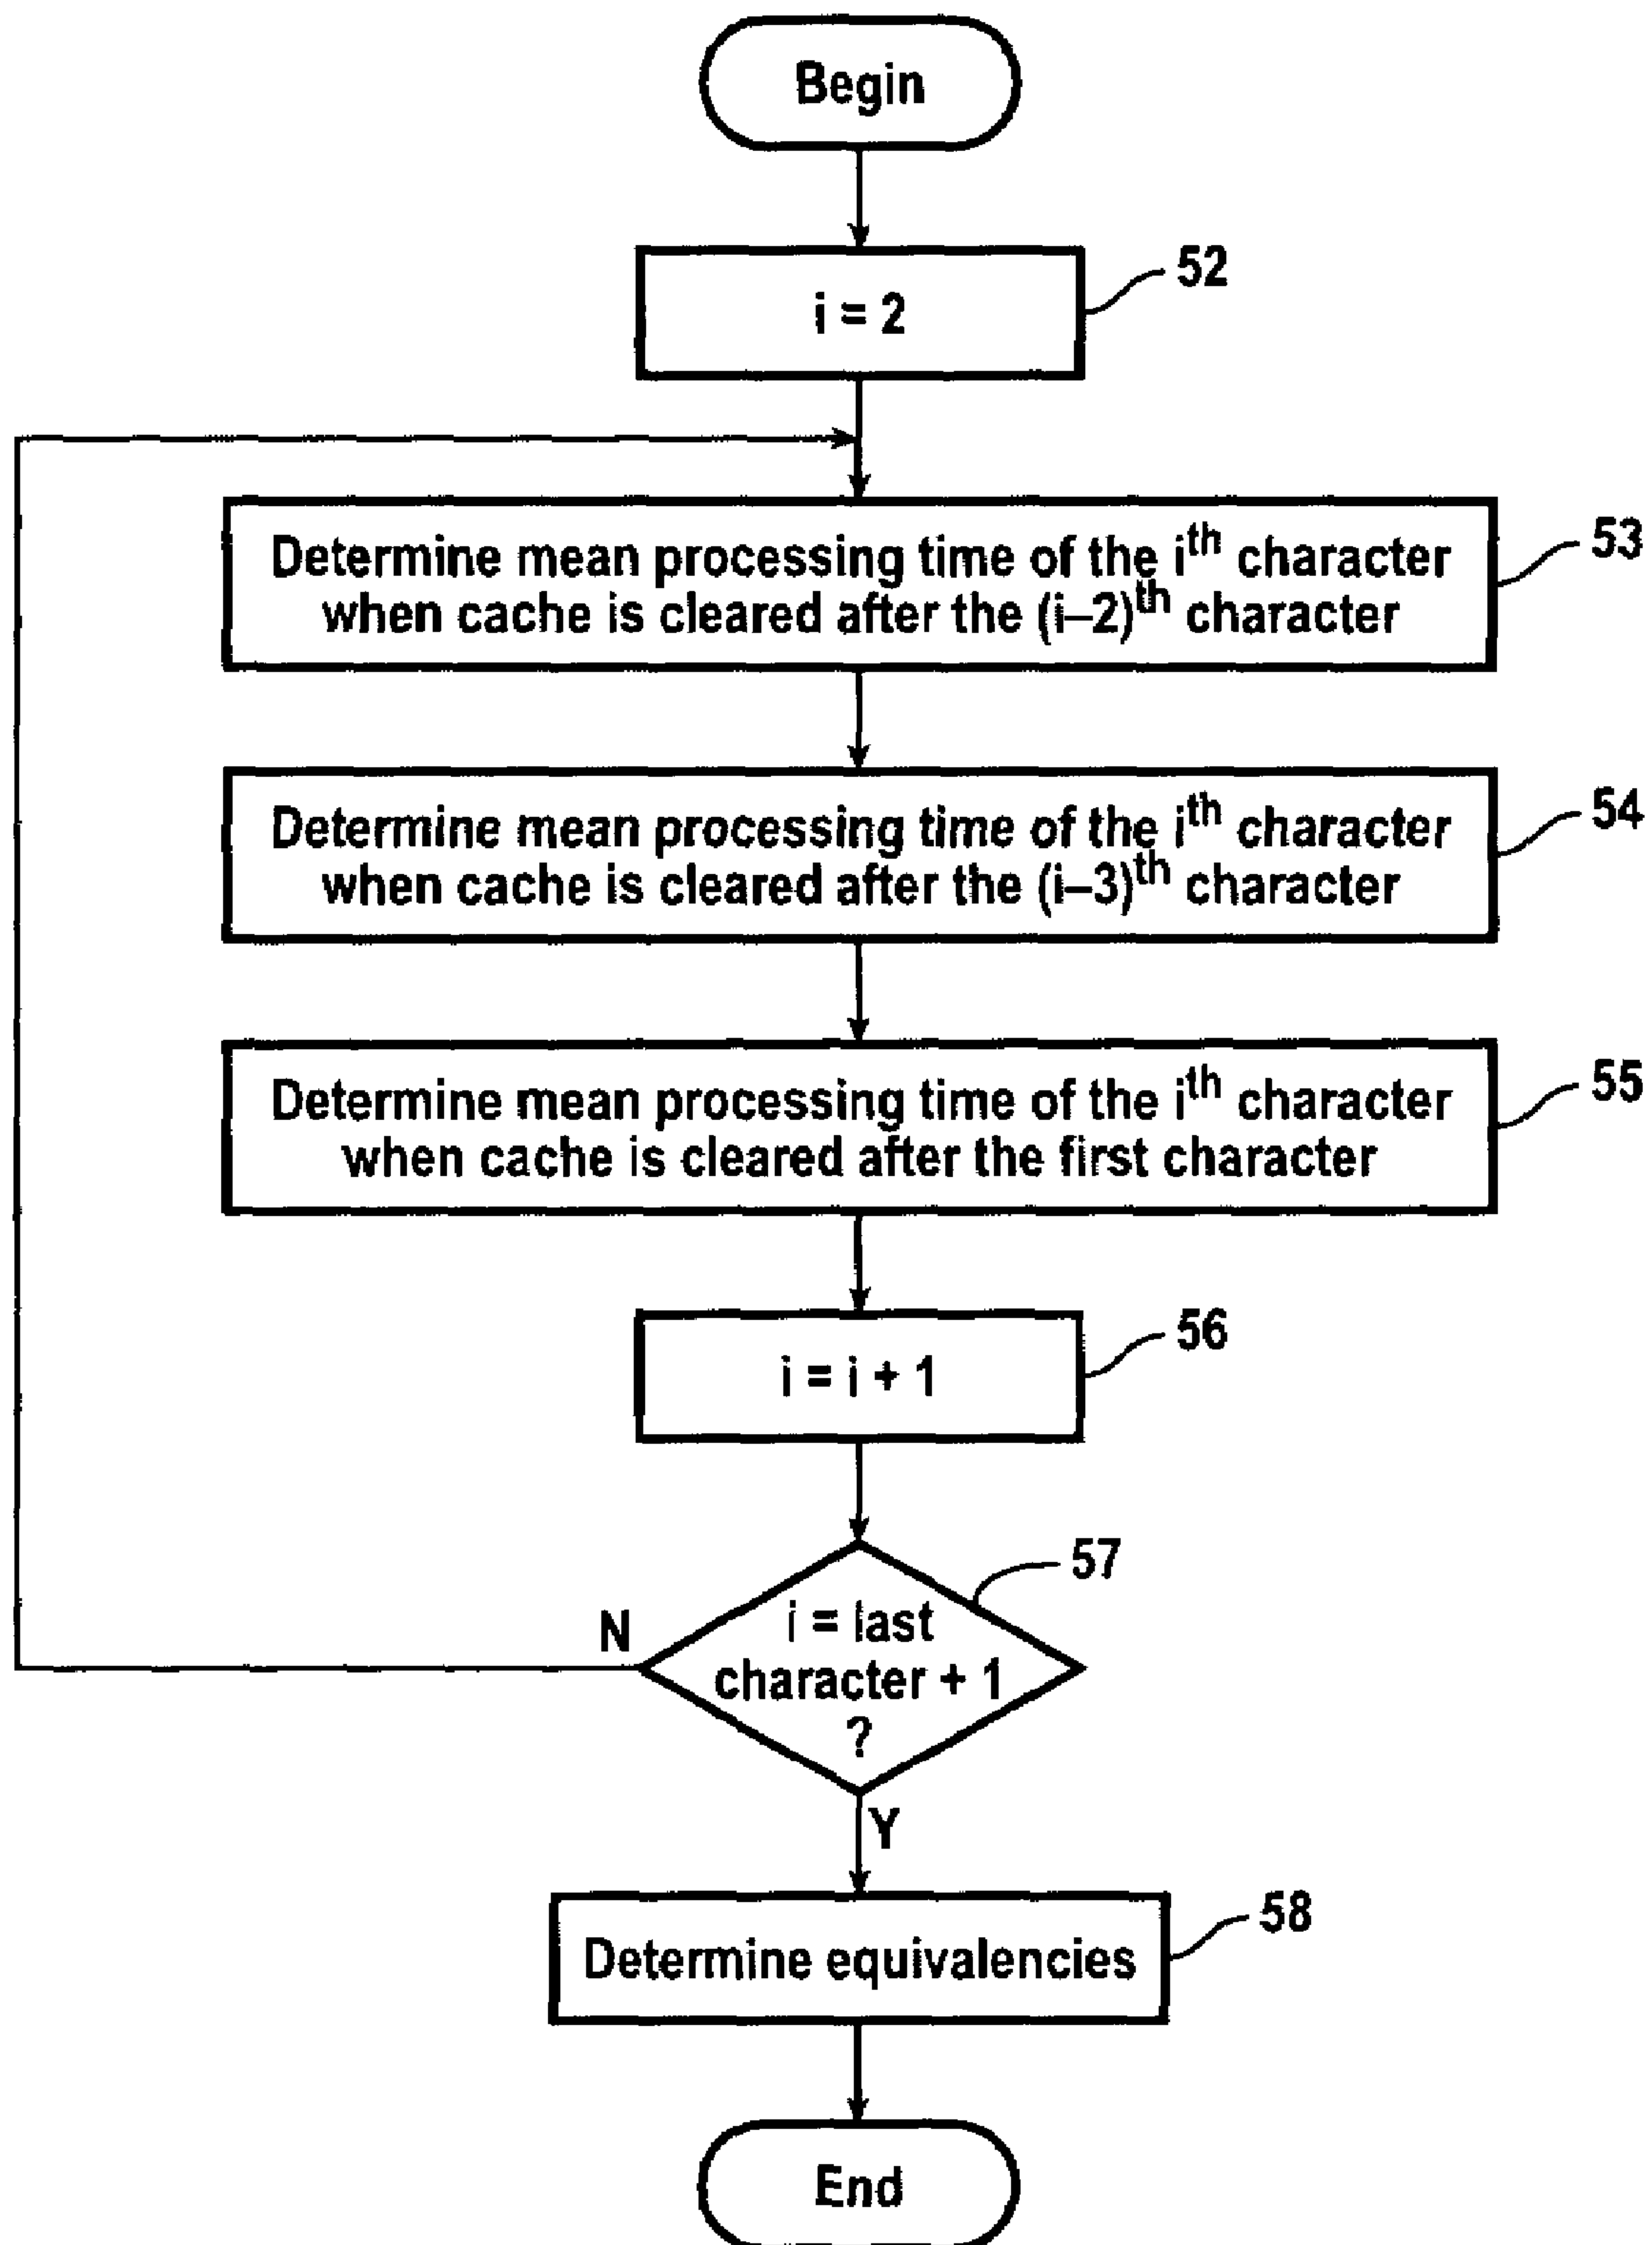 Begin
52
i = 2
53
Determine mean processing time of the iᵗʰ character
when cache is cleared after the (i–2)ᵗʰ character
54
Determine mean processing time of the iᵗʰ character
when cache is cleared after the (i–3)ᵗʰ character
55
Determine mean processing time of the iᵗʰ character
when cache is cleared after the first character
56
i = i + 1
57
N
i = last
character + 1
?
Y
58
Determine equivalencies
End